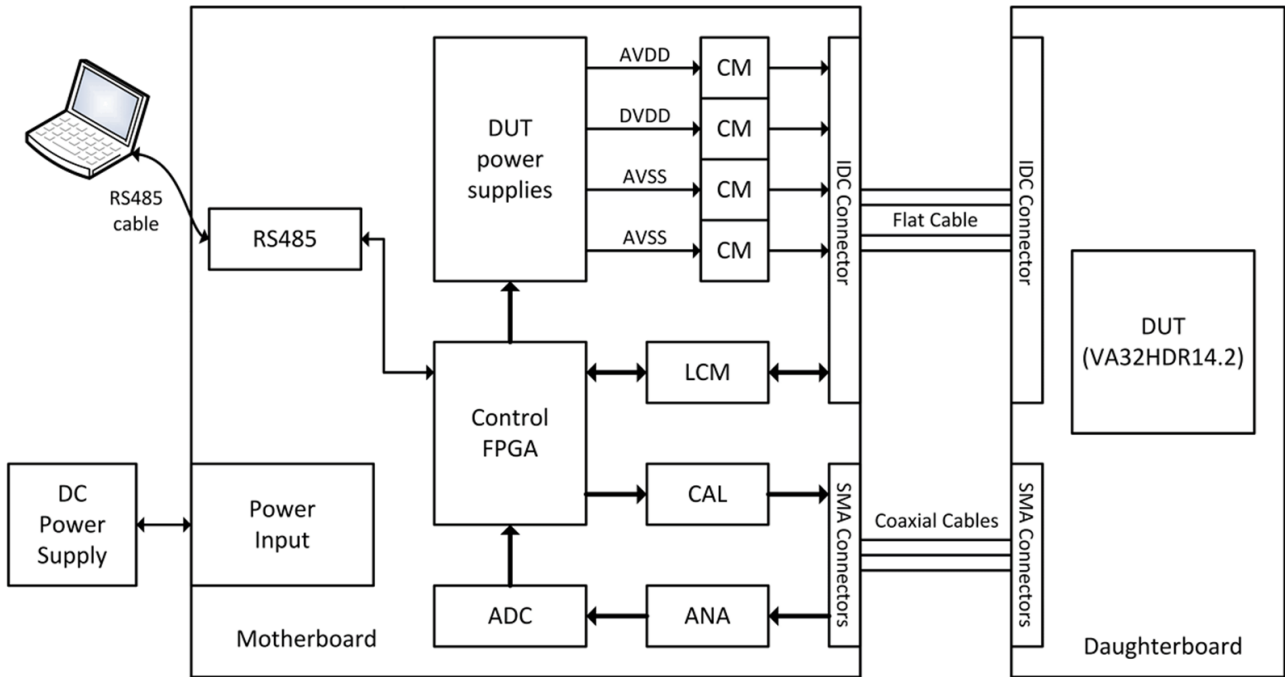 AVDD
CM
DVDD
CM
AVSS
CM
AVSS
CM
DUT
power
supplies
IDC Connector
IDC Connector
RS485
cable
RS485
Flat Cable
DUT
(VA32HDR14.2)
Control
FPGA
LCM
CAL
DC
Power
Supply
Power
Input
SMA Connectors
Coaxial Cables
SMA Connectors
ADC
ANA
Motherboard
Daughterboard